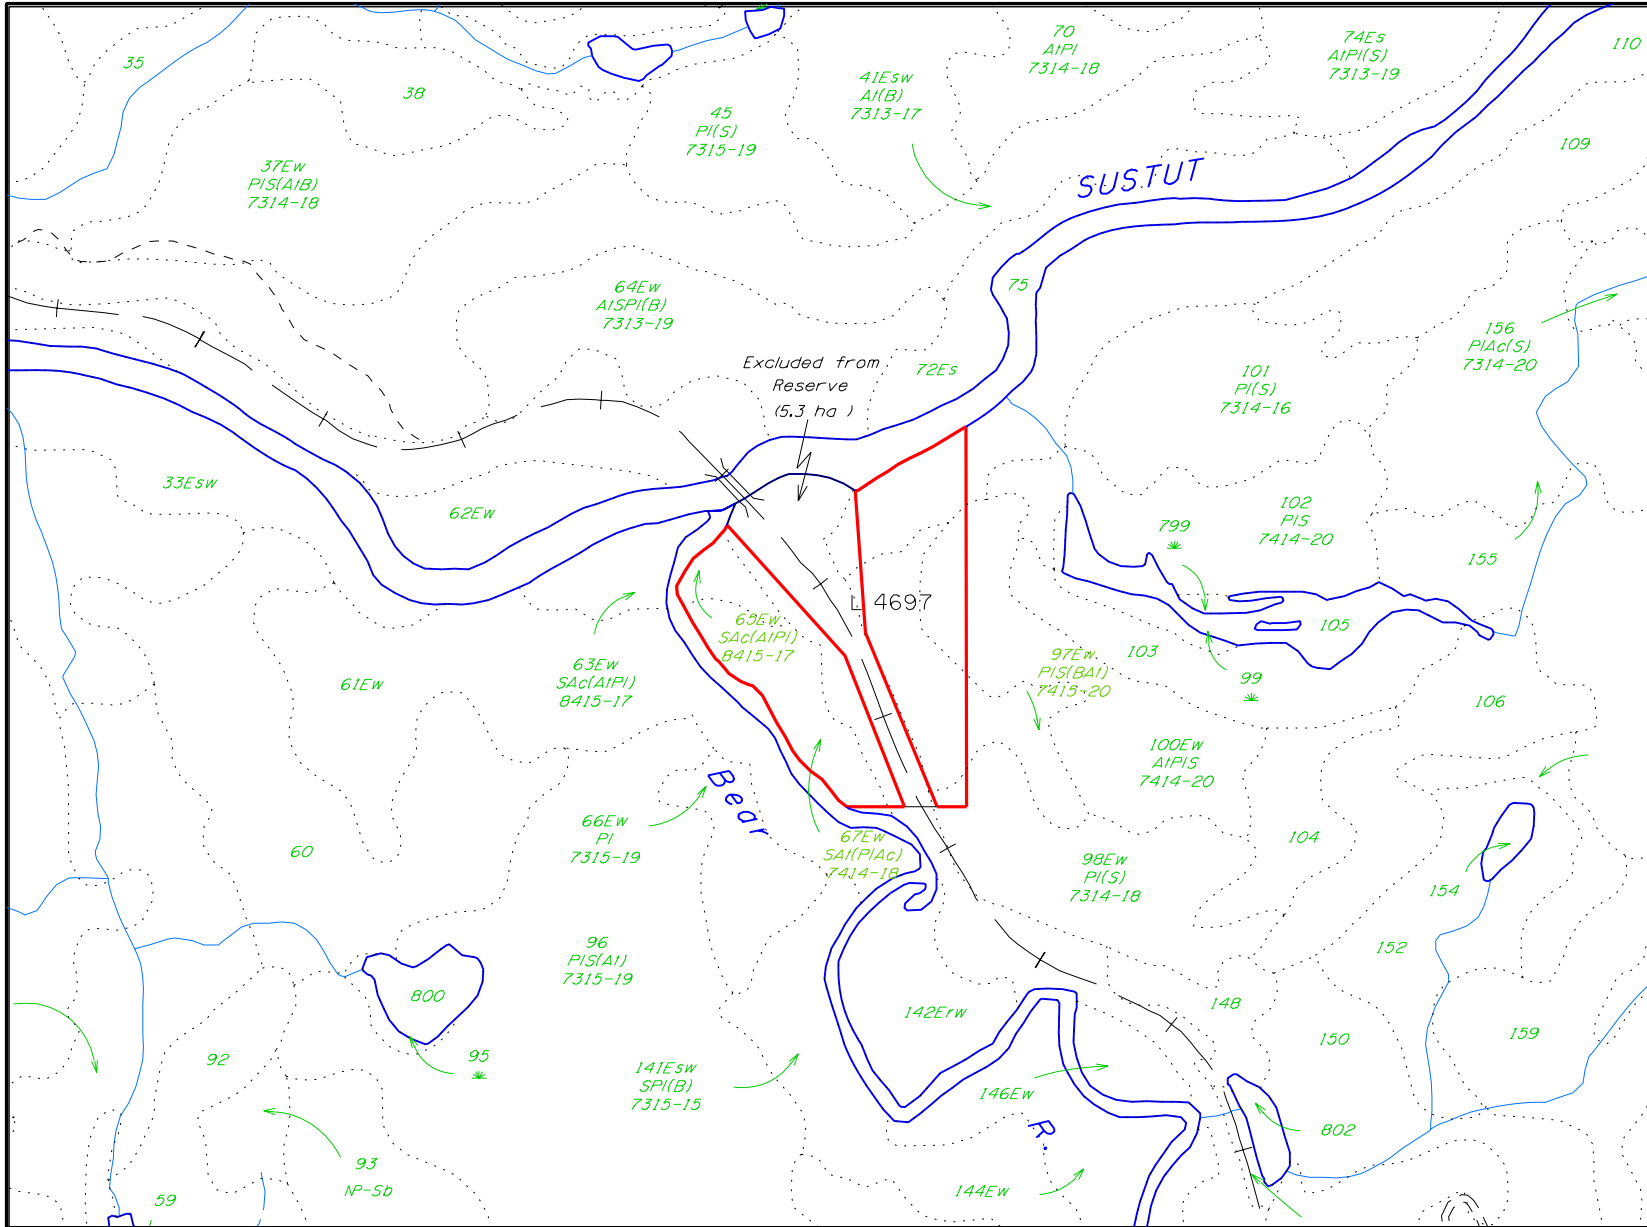 35
38
37Ew
PlS(AtB)
7314-18
45
Pl(S)
7315-19
41Esw
At(B)
7313-17
70
AtPl
7314-18
74Es
AtPl(S)
7313-19
110
109
SUSTUT
75
64Ew
AtSPl(B)
7313-19
Excluded from
Reserve
(5.3 ha )
72Es
101
Pl(S)
7314-16
156
PlAc(S)
7314-20
33Esw
62Ew
799
102
PlS
7414-20
155
L 4697
65Ew
SAc(AtPl)
8415-17
63Ew
SAc(AtPl)
8415-17
61Ew
97Ew
PlS(BAt)
7415-20
103
105
99
106
100Ew
AtPlS
7414-20
Bear
66Ew
Pl
7315-19
60
67Ew
SAt(PlAc)
7414-18
98Ew
Pl(S)
7314-18
104
154
152
96
PlS(At)
7315-19
800
142Erw
148
150
159
92
95
141Esw
SPl(B)
7315-15
146Ew
802
R.
93
NP-Sb
144Ew
59